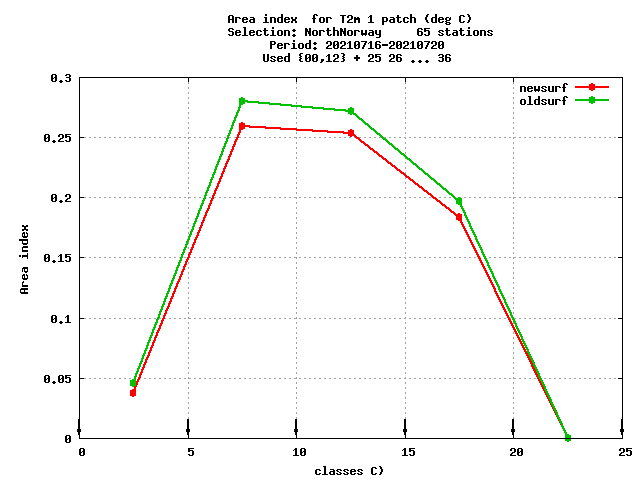 Area index  for T2m 1 patch (deg C)
Selection: NorthNorway     65 stations
Period: 20210716-20210720
Used {00,12} + 25 26 ... 36
newsurf
oldsurf
0.3
0.25
0.2
0.15
0.1
0.05
0
Area index
0 5 10 15 20 25
classes C)